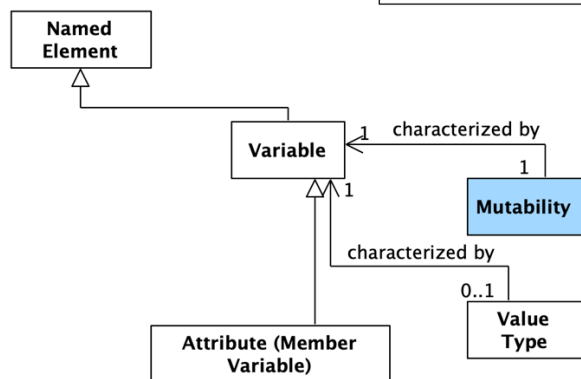 Named
Element
1
characterized by
Variable
1
1
Mutability
characterized by
0..1
Value
Type
Attribute (Member
Variable)